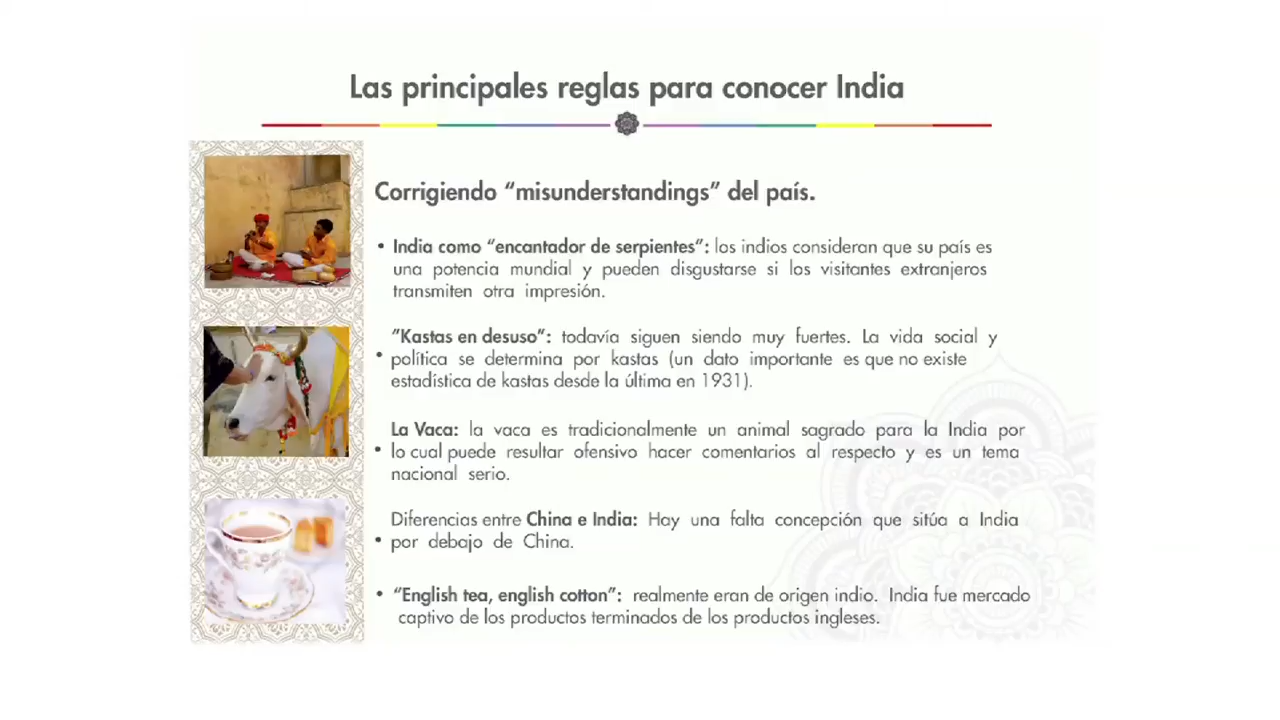 Las principales reglas para conocer India
Corrigiendo “misunderstandings” del país.
• India como “encantador de serpientes”: los indios consideran que su país es
una potencia mundial y pueden disgustarse si los visitantes extranjeros
transmiten otra impresión.
”Kastas en desuso”: todavía siguen siendo muy fuertes. La vida social y
• política se determina por kastas (un dato importante es que no existe
estadística de kastas desde la última en 1931).
La Vaca: la vaca es tradicionalmente un animal sagrado para la India por
• lo cual puede resultar ofensivo hacer comentarios al respecto y es un tema
nacional serio.
Diferencias entre China e India: Hay una falta concepción que sitúa a India
• por debajo de China.
• “English tea, english cotton”: realmente eran de origen indio. India fue mercado
captivo de los productos terminados de los productos ingleses.